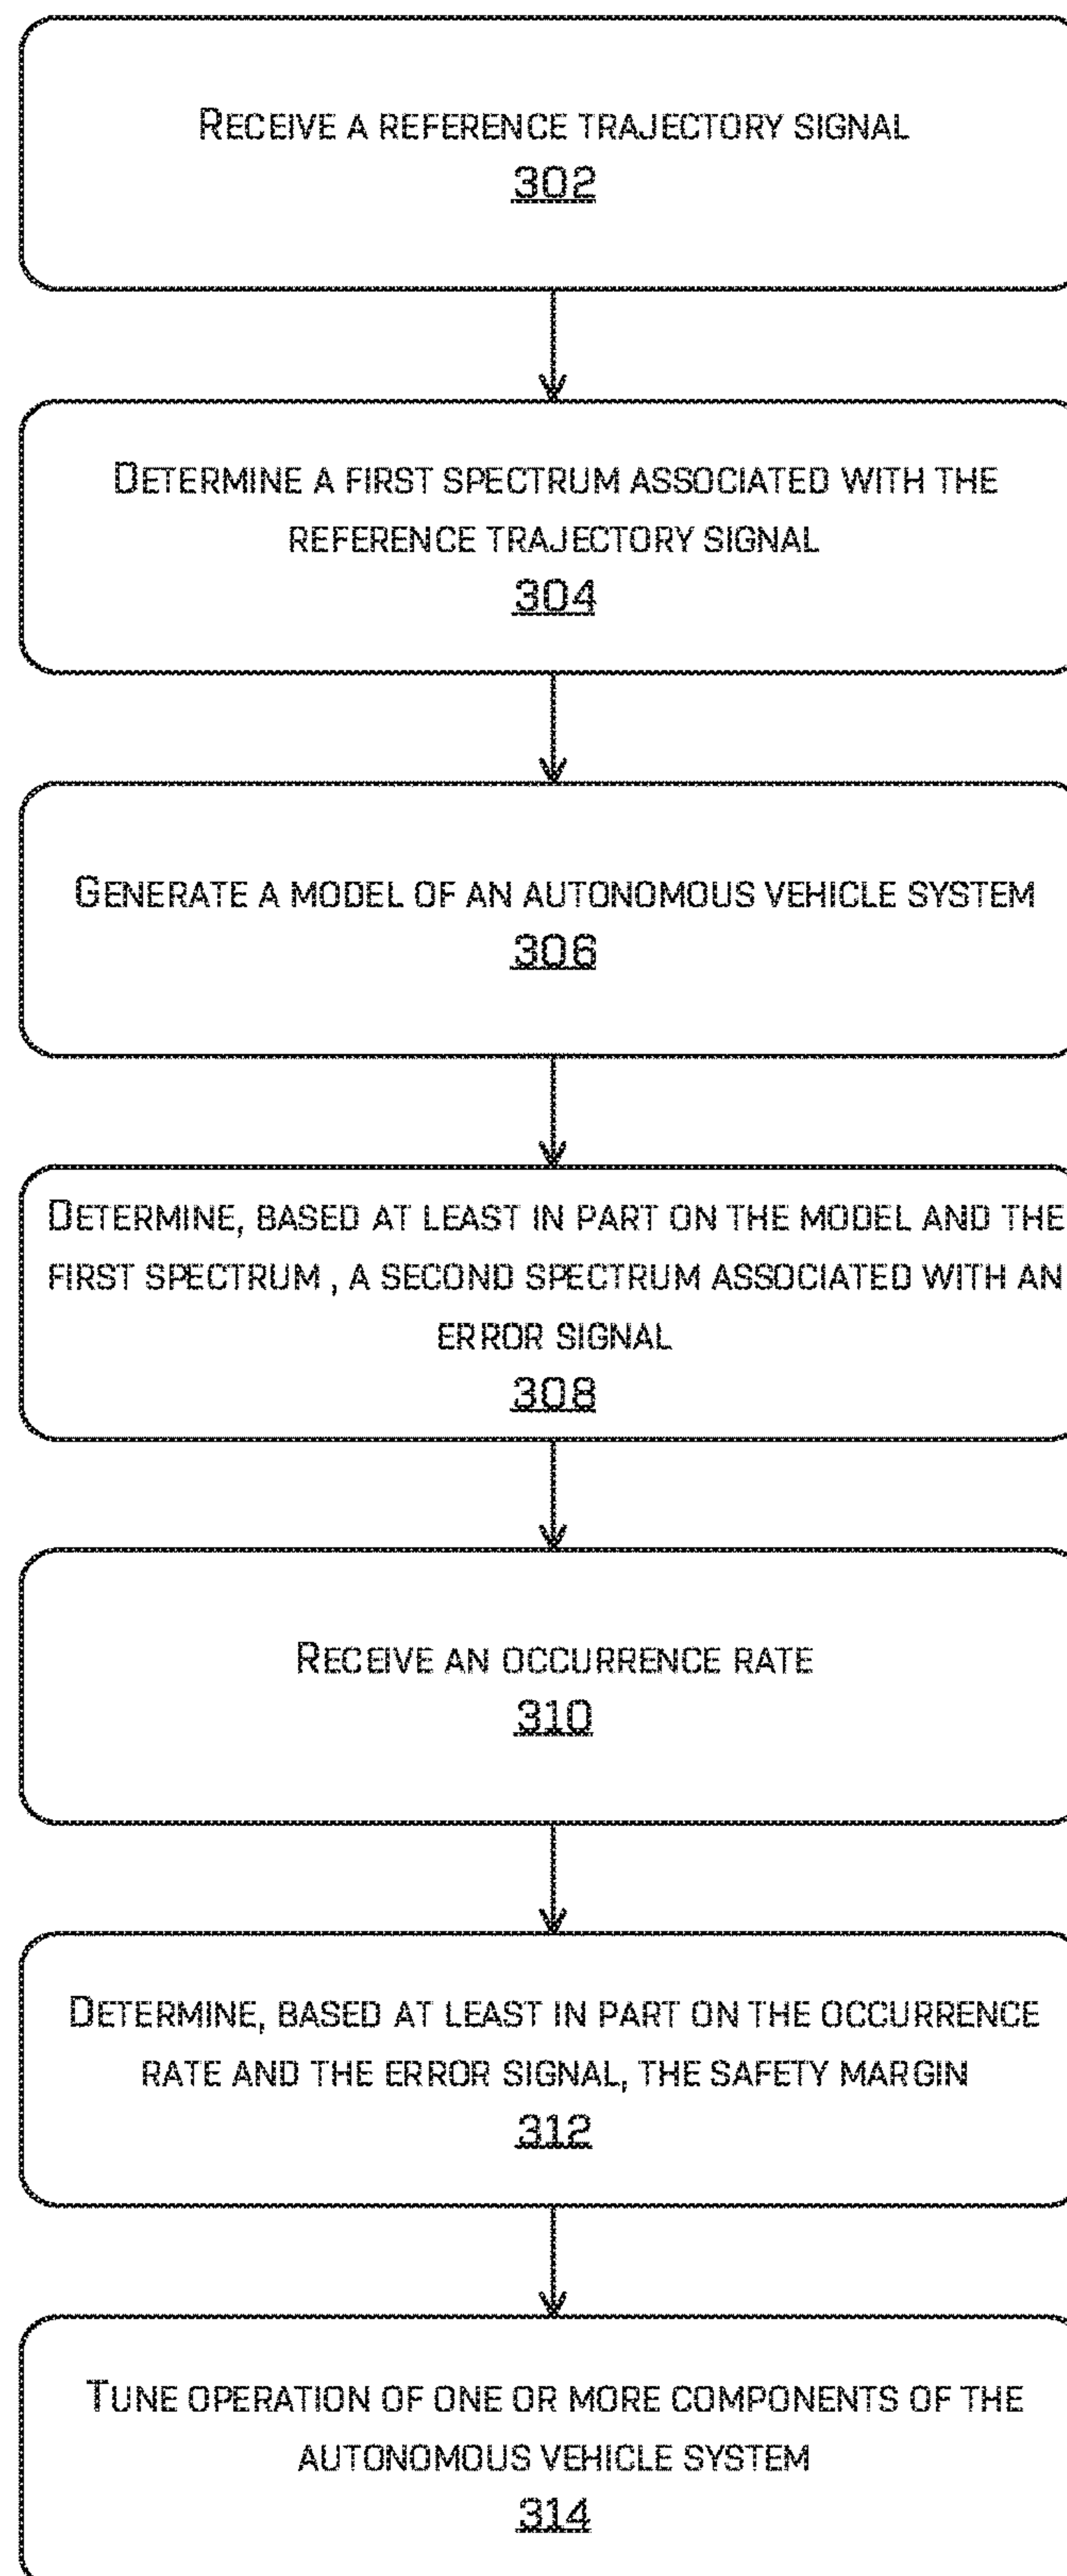 RECEIVE A REFERENCE TRAJECTORY SIGNAL
302
DETERMINE A FIRST SPECTRUM ASSOCIATED WITH THE
REFERENCE TRAJECTORY SIGNAL
304
GENERATE A MODEL OF AN AUTONOMOUS VEHICLE SYSTEM
306
DETERMINE, BASED AT LEAST IN PART ON THE MODEL AND THE
FIRST SPECTRUM , A SECOND SPECTRUM ASSOCIATED WITH AN
ERROR SIGNAL
308
RECEIVE AN OCCURRENCE RATE
310
DETERMINE, BASED AT LEAST IN PART ON THE OCCURRENCE
RATE AND THE ERROR SIGNAL, THE SAFETY MARGIN
312
TUNE OPERATION OF ONE OR MORE COMPONENTS OF THE
AUTONOMOUS VEHICLE SYSTEM
314